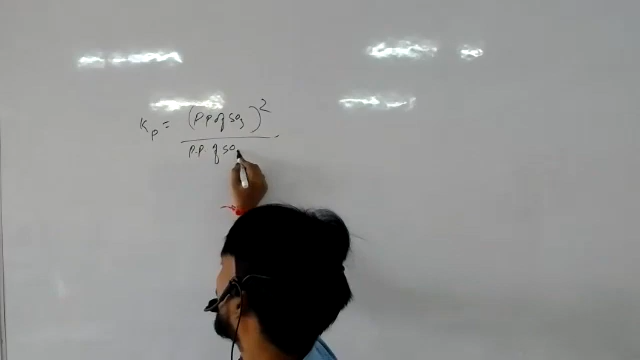 Kp = (P P of SO3)^2
P.P of SO